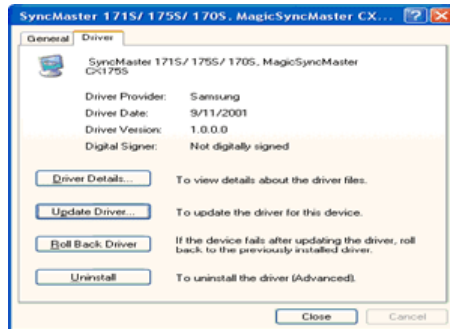 SyncMaster 171S/ 175S/ 170S, MagicSyncMaster CX...
General
Driver
SyncMaster 171S/ 175S/ 170S, MagicSyncMaster
CX175S
Driver Provider: Samsung
Driver Date: 9/11/2001
Driver Version: 1.0.0.0
Digital Signer: Not digitally signed
Driver Details... To view details about the driver files.
Update Driver... To update the driver for this device.
Roll Back Driver If the device fails after updating the driver, roll
back to the previously installed driver.
Uninstall To uninstall the driver (Advanced).
Close Cancel